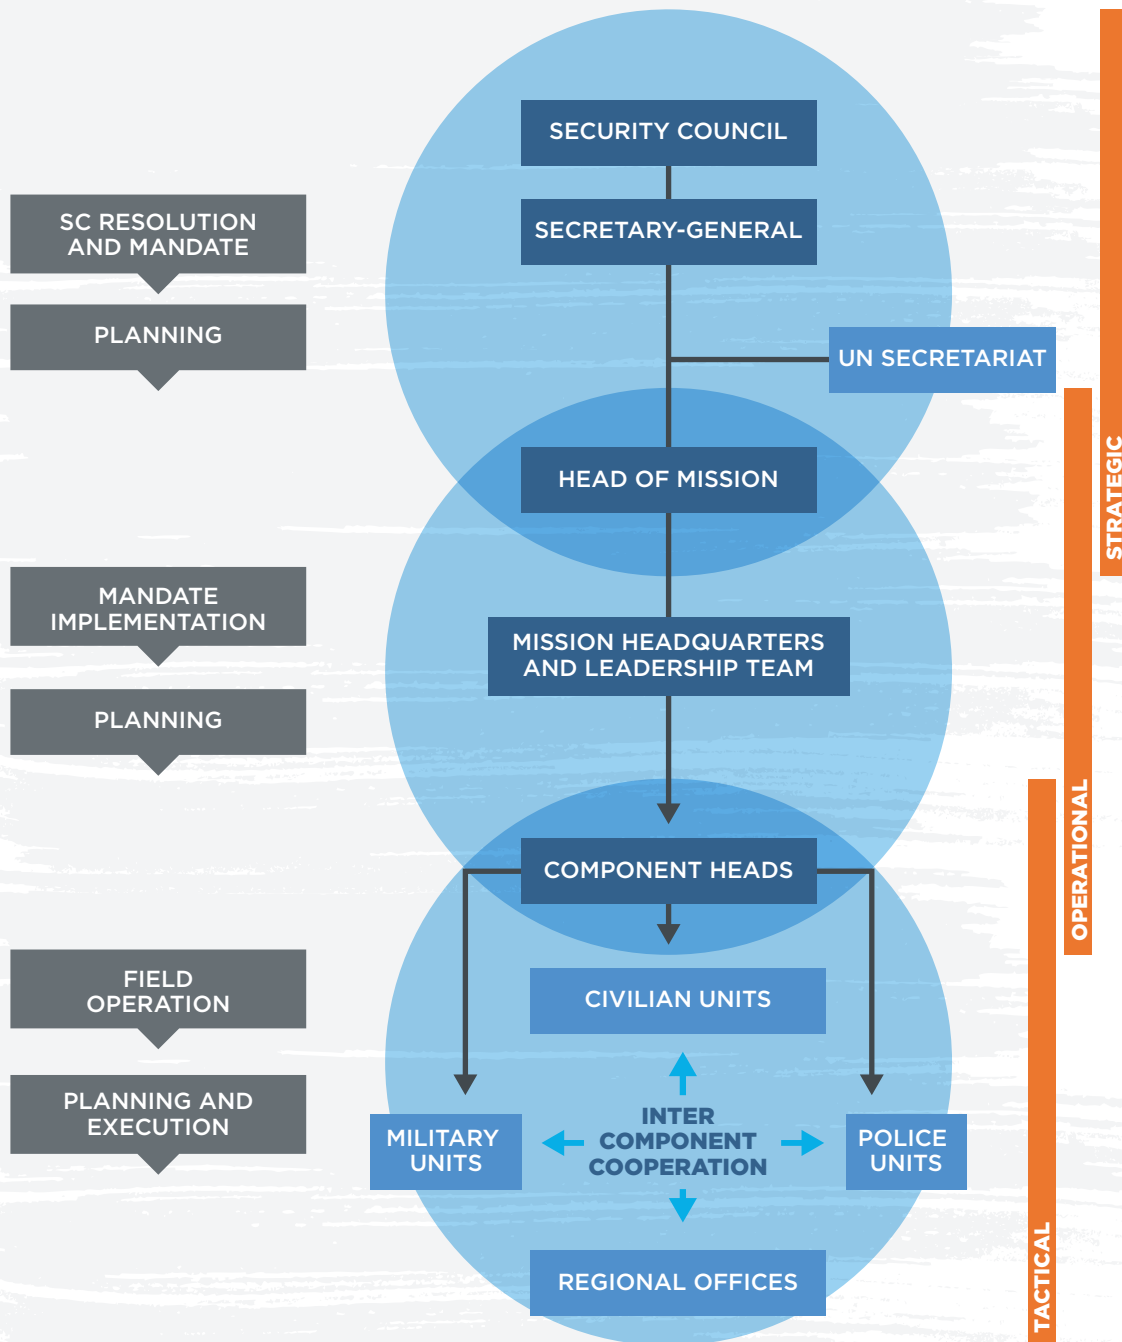 SECURITY COUNCIL
SC RESOLUTION
AND MANDATE
SECRETARY-GENERAL
PLANNING
UN SECRETARIAT
STRATEGIC
HEAD OF MISSION
MANDATE
IMPLEMENTATION
MISSION HEADQUARTERS
AND LEADERSHIP TEAM
PLANNING
OPERATIONAL
COMPONENT HEADS
FIELD
OPERATION
CIVILIAN UNITS
PLANNING AND
EXECUTION
MILITARY
UNITS
INTER
COMPONENT
COOPERATION
POLICE
UNITS
REGIONAL OFFICES
TACTICAL